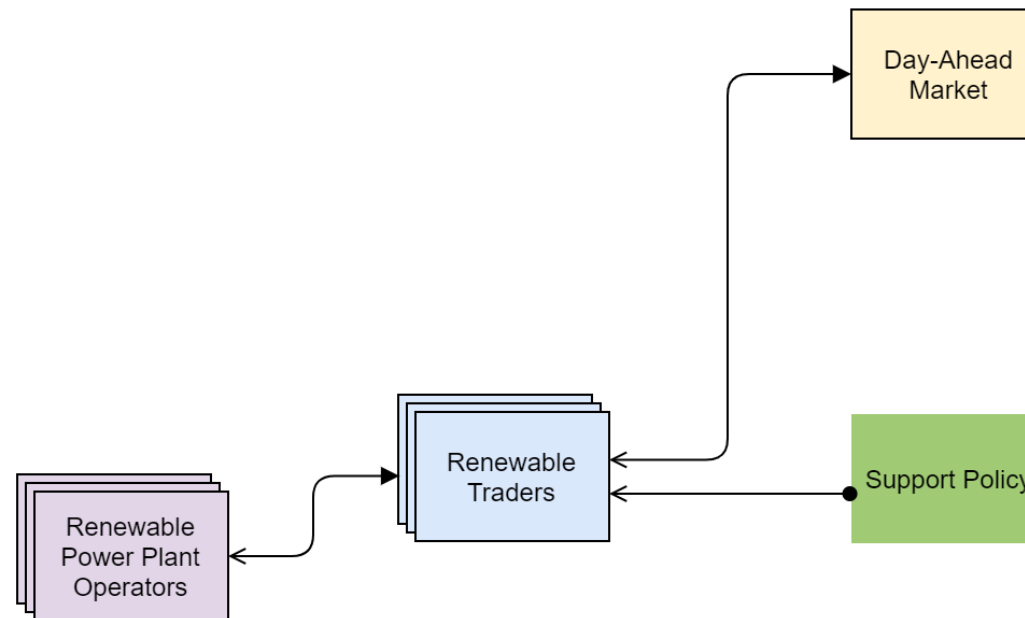 Day-Ahead
Market
Renewable
Traders
Support Policy
Renewable
Power Plant
Operators